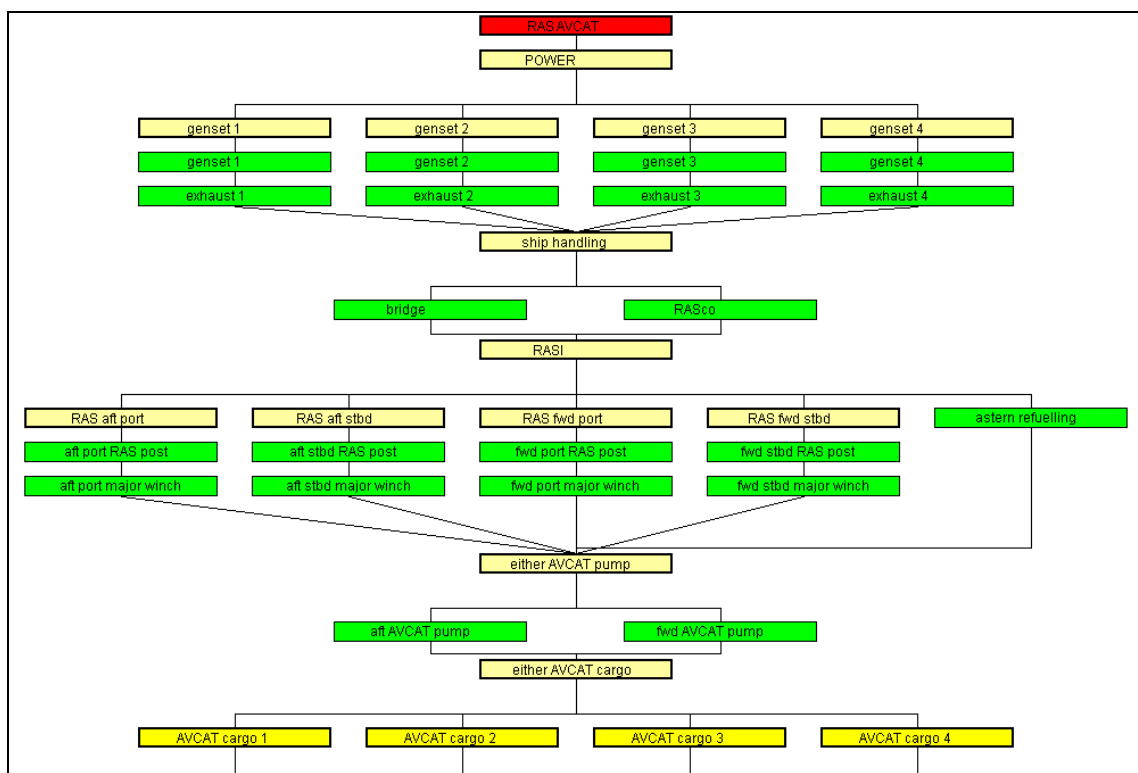 RAS AVCAT
POWER
genset 1 genset 2 genset 3 genset 4
genset 1 genset 2 genset 3 genset 4
exhaust 1 exhaust 2 exhaust 3 exhaust 4
ship handling
bridge RASco
RASI
RAS aft port RAS aft stbd RAS fwd port RAS fwd stbd astern refuelling
aft port RAS post aft stbd RAS post fwd port RAS post fwd stbd RAS post
aft port major winch aft stbd major winch fwd port major winch fwd stbd major winch
either AVCAT pump
aft AVCAT pump fwd AVCAT pump
either AVCAT cargo
AVCAT cargo 1 AVCAT cargo 2 AVCAT cargo 3 AVCAT cargo 4